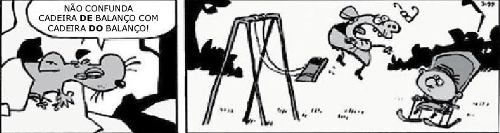 NÃO CONFUNDA
CADEIRA DE BALANÇO COM
CADEIRA DO BALANÇO!